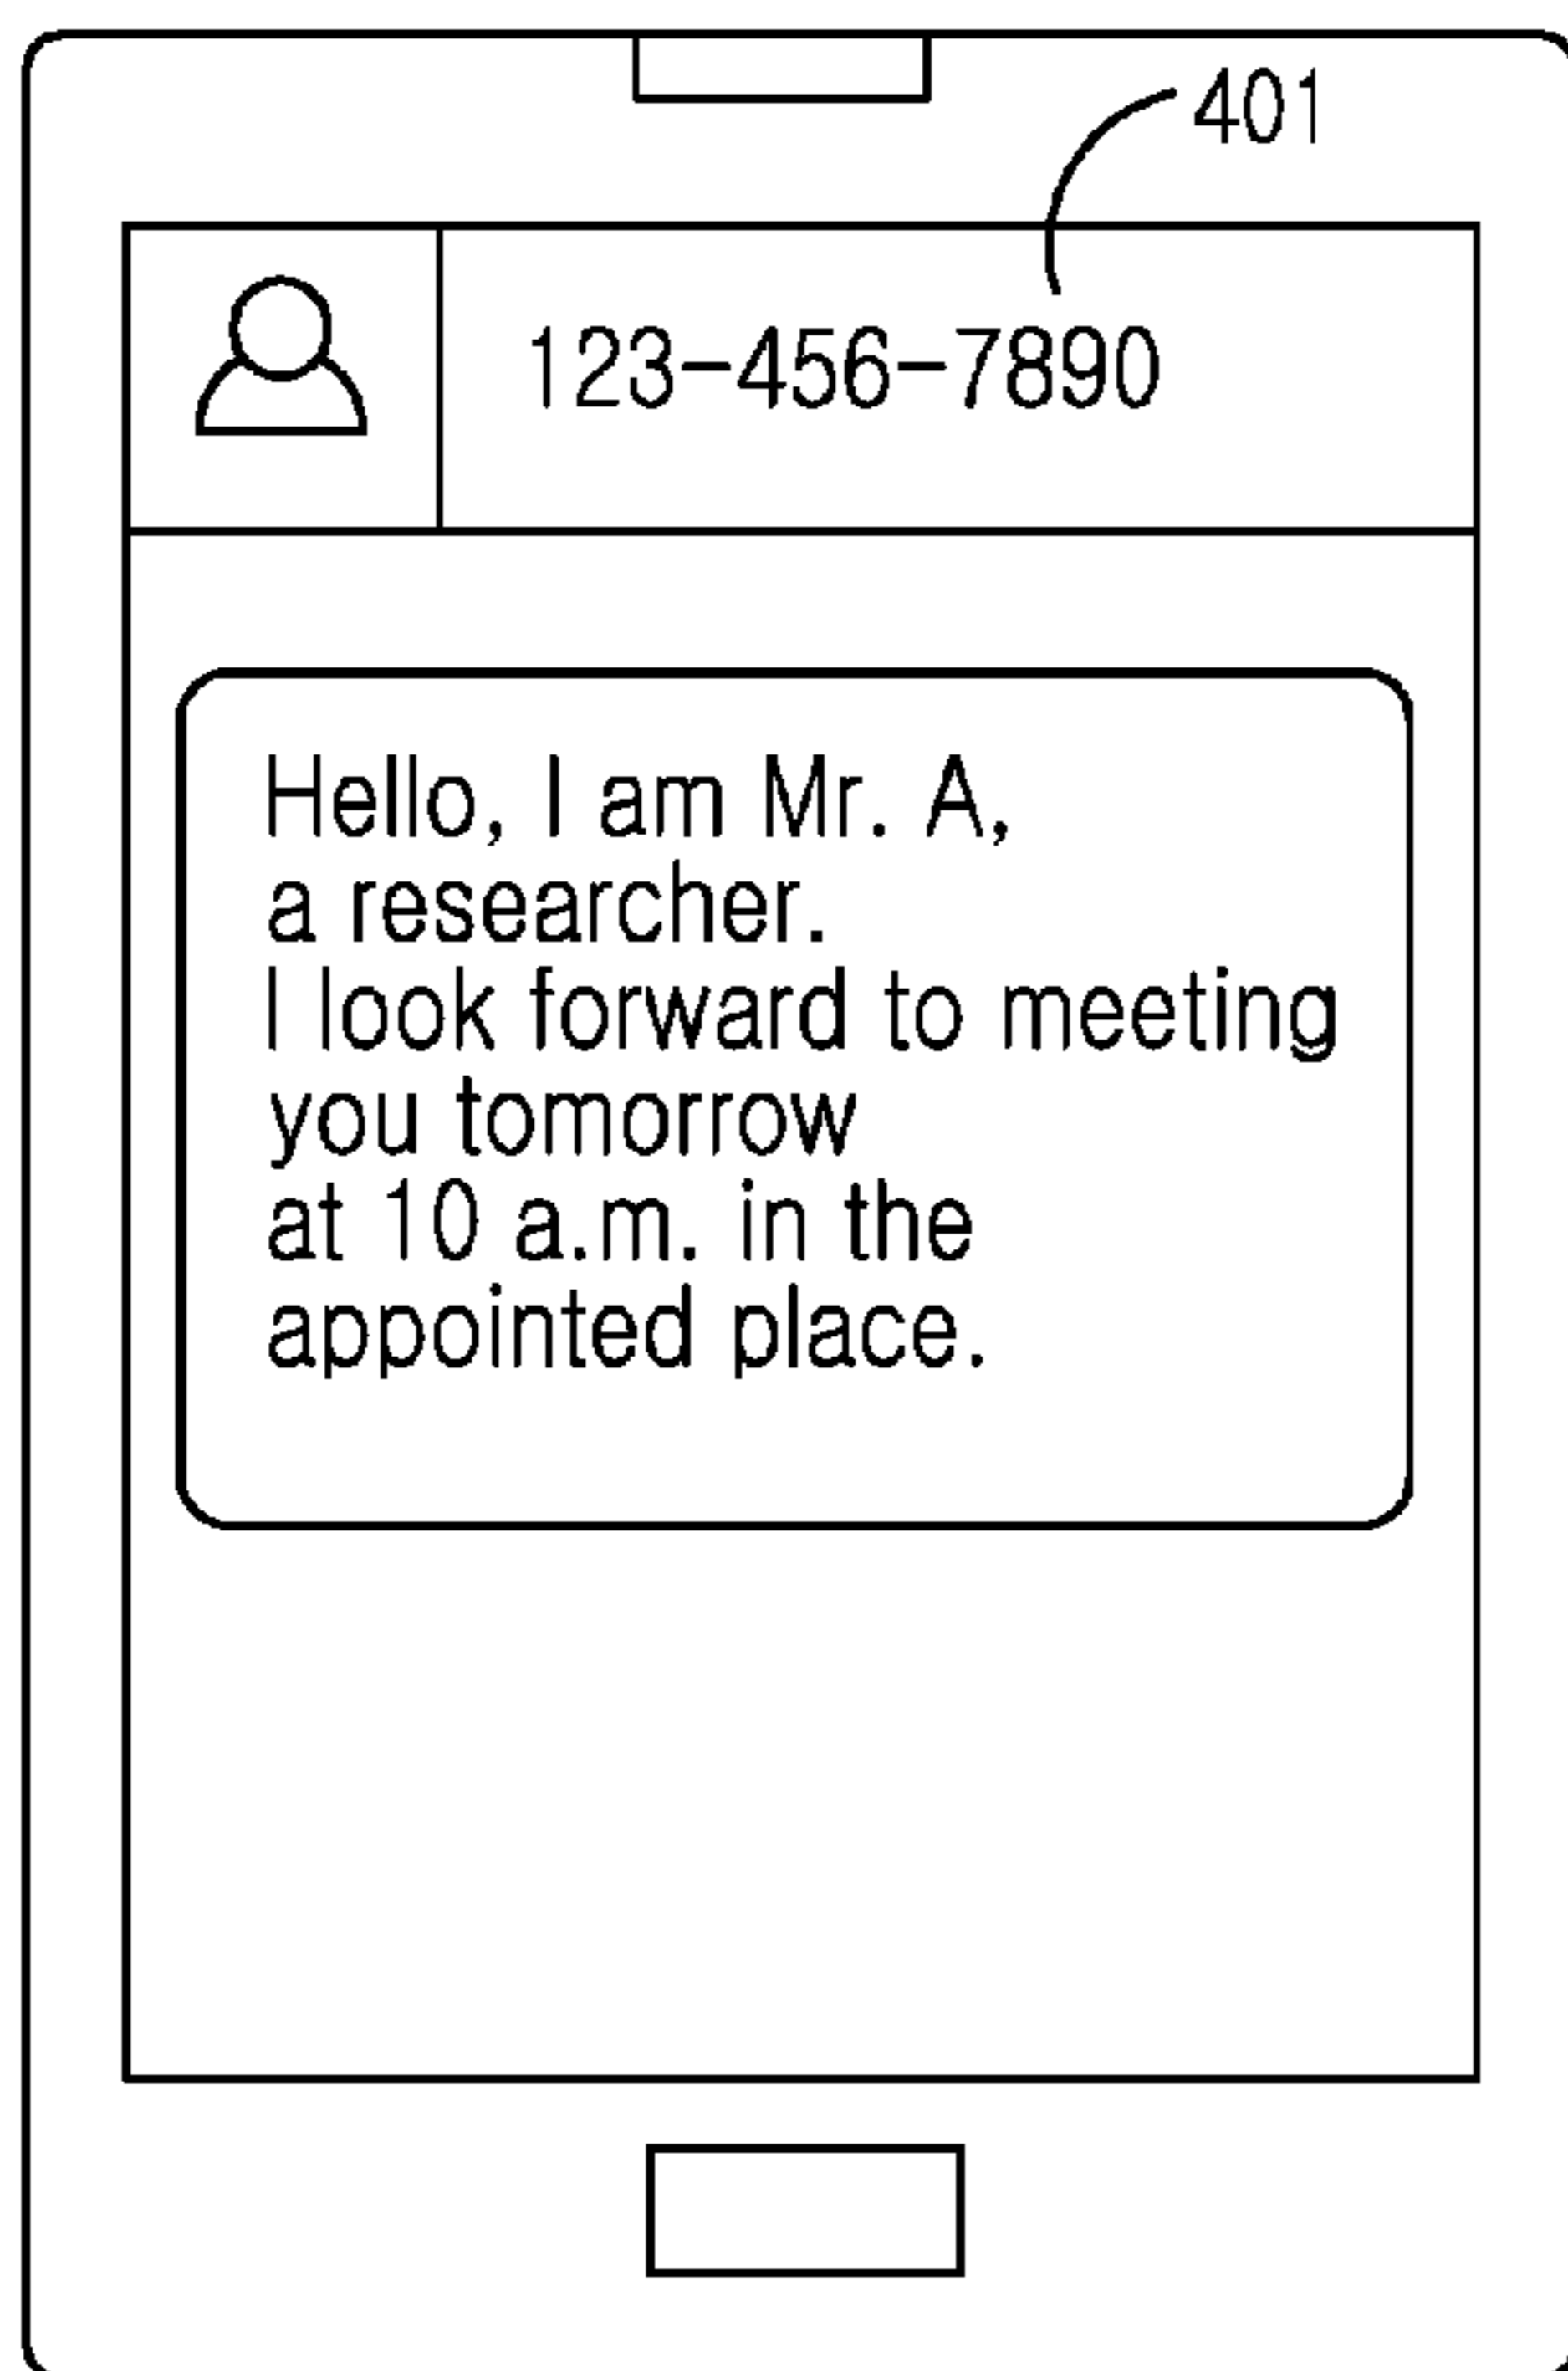 401
123-456-7890
Hello, I am Mr. A,
a researcher.
I look forward to meeting
you tomorrow
at 10 a.m. in the
appointed place.